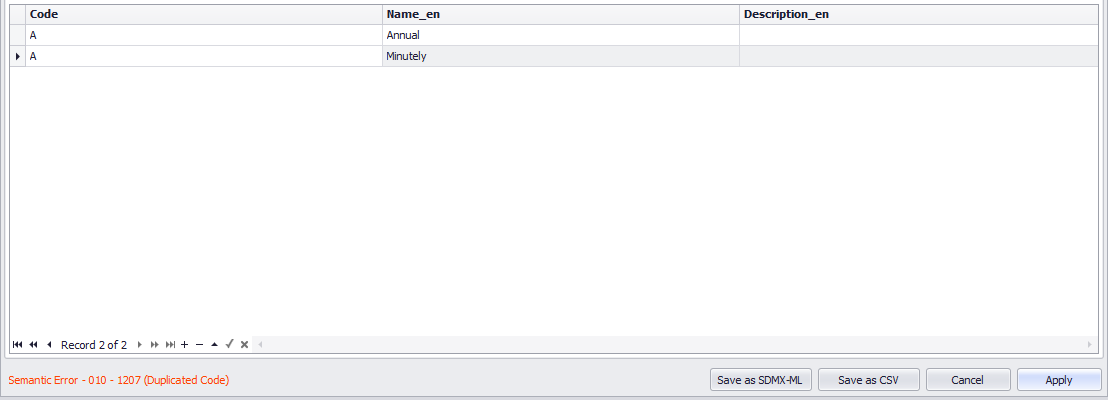 Code Name_en Description_en
A Annual
A Minutely
Record 2 of 2
Semantic Error - 010 - 1207 (Duplicated Code) Save as SDMX-ML Save as CSV Cancel Apply